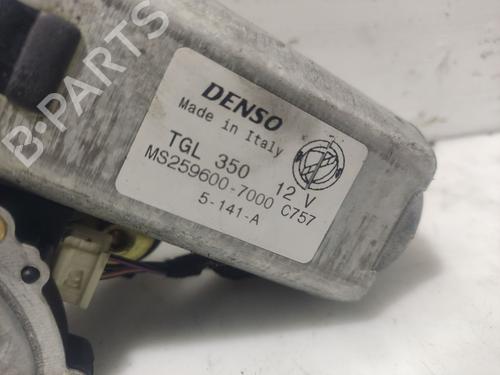 DENSO
Made in Italy
TGL 350 12 V
MS259600-7000 C757
5-141-A
B-PARTS